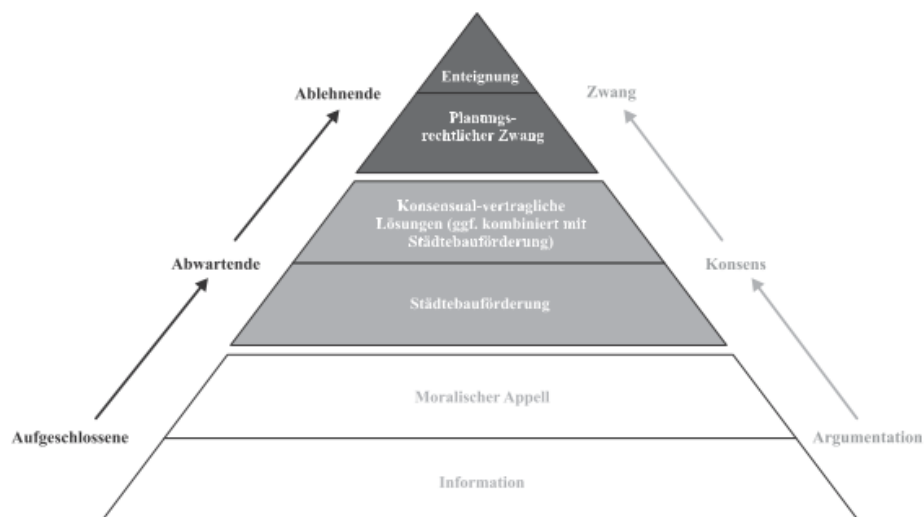 Enteignung
Ablehnende
Zwang
Planungs-
rechtlicher Zwang
Konsensual-vertragliche
Lösungen (ggf. kombiniert mit
Städtebauförderung)
Abwartende
Konsens
Städtebauförderung
Moralischer Appell
Aufgeschlossene
Argumentation
Information